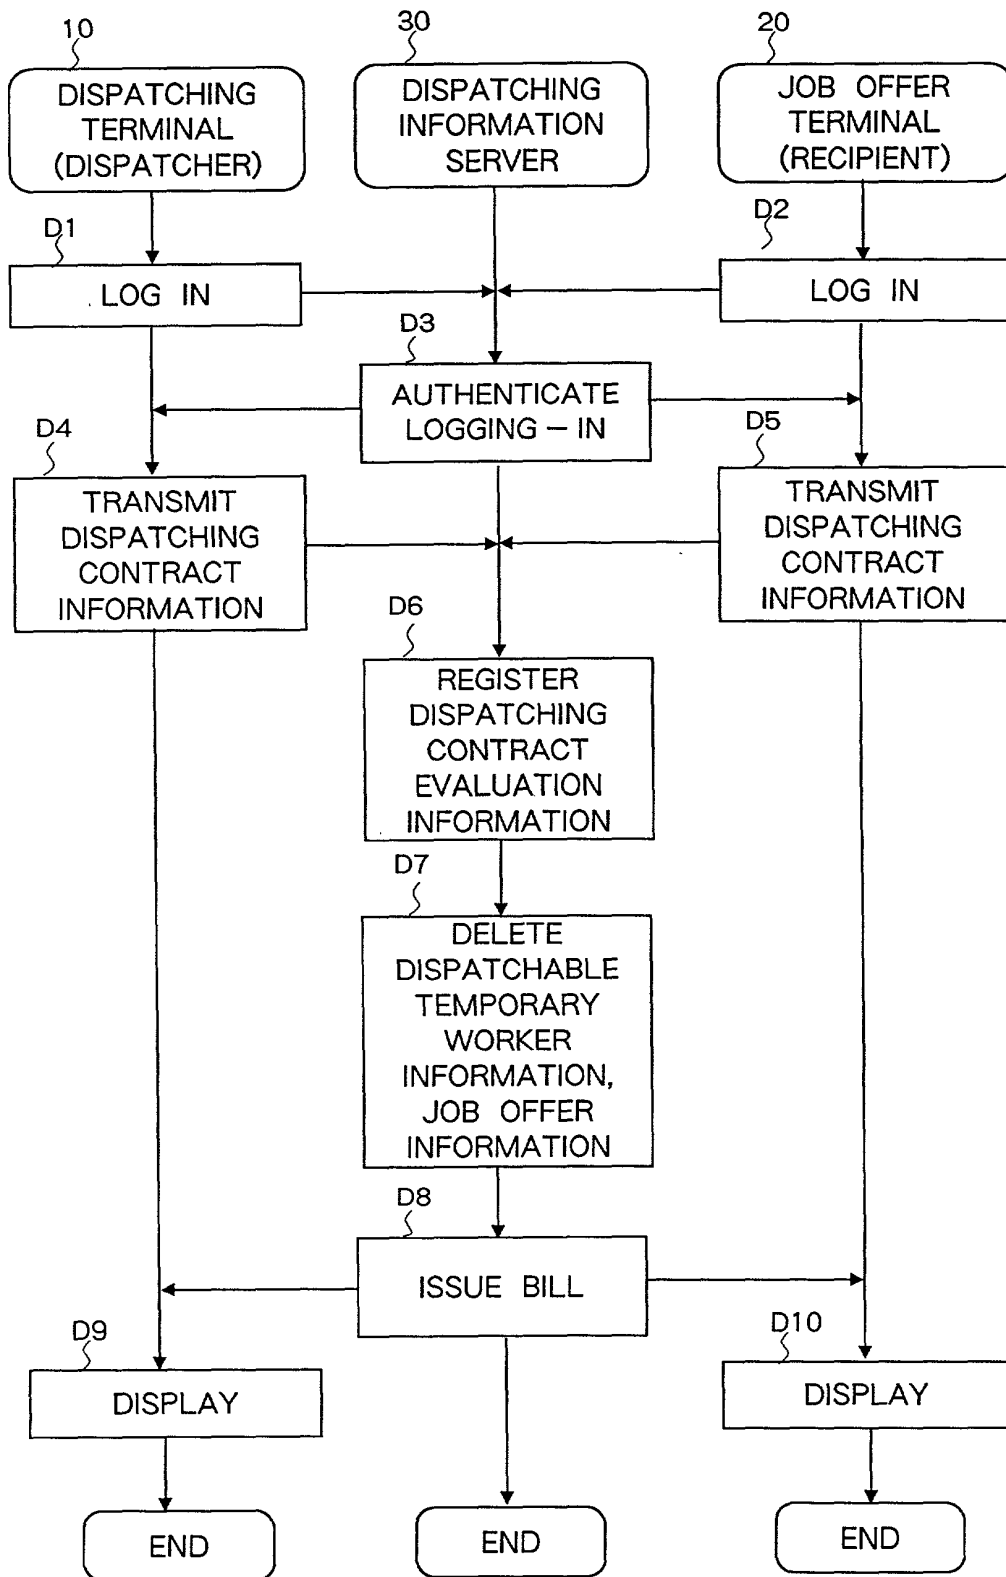 10
30
20
DISPATCHING
TERMINAL
(DISPATCHER)
DISPATCHING
INFORMATION
SERVER
JOB OFFER
TERMINAL
(RECIPIENT)
D1
D2
LOG IN
LOG IN
D3
AUTHENTICATE
LOGGING-IN
D4
D5
TRANSMIT
DISPATCHING
CONTRACT
INFORMATION
TRANSMIT
DISPATCHING
CONTRACT
INFORMATION
D6
REGISTER
DISPATCHING
CONTRACT
EVALUATION
INFORMATION
D7
DELETE
DISPATCHABLE
TEMPORARY
WORKER
INFORMATION,
JOB OFFER
INFORMATION
D8
ISSUE BILL
D9
D10
DISPLAY
DISPLAY
END
END
END